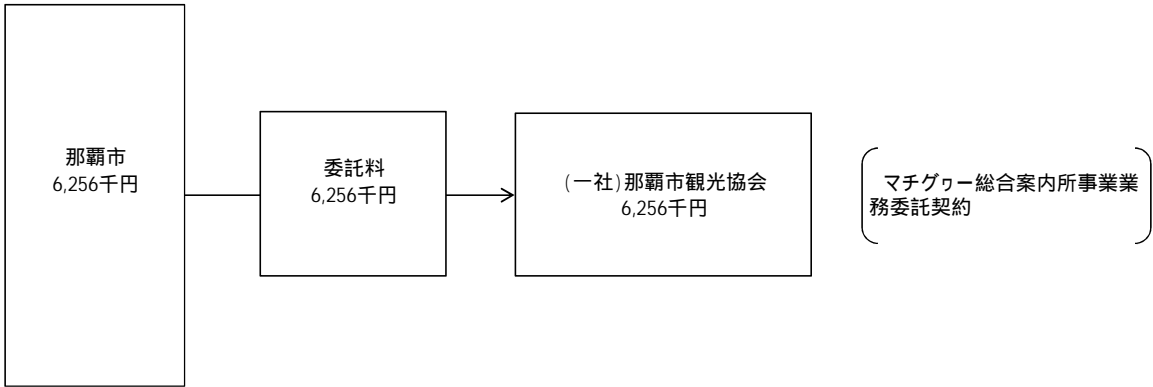 那覇市
6,256千円
委託料
6,256千円
(一社)那覇市観光協会
6,256千円
マチグヮー総合案内所事業業
務委託契約